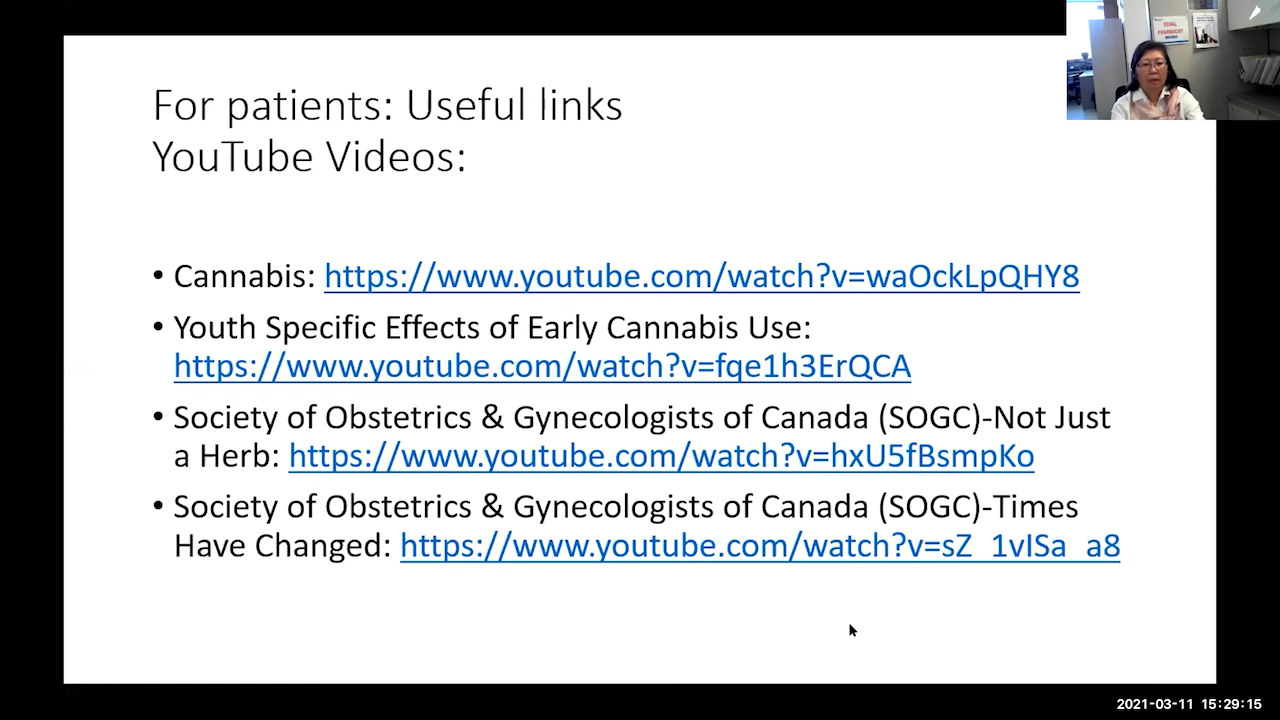 For patients: Useful links
YouTube Videos:
• Cannabis: https://www.youtube.com/watch?v=waOckLpQHY8
• Youth Specific Effects of Early Cannabis Use:
https://www.youtube.com/watch?v=fqe1h3ErQCA
• Society of Obstetrics & Gynecologists of Canada (SOGC)-Not Just
a Herb: https://www.youtube.com/watch?v=hxU5fBsmpKo
• Society of Obstetrics & Gynecologists of Canada (SOGC)-Times
Have Changed: https://www.youtube.com/watch?v=sZ_1vISa_a8
RENAL
PHARMACIST
2021-03-11 15:29:15